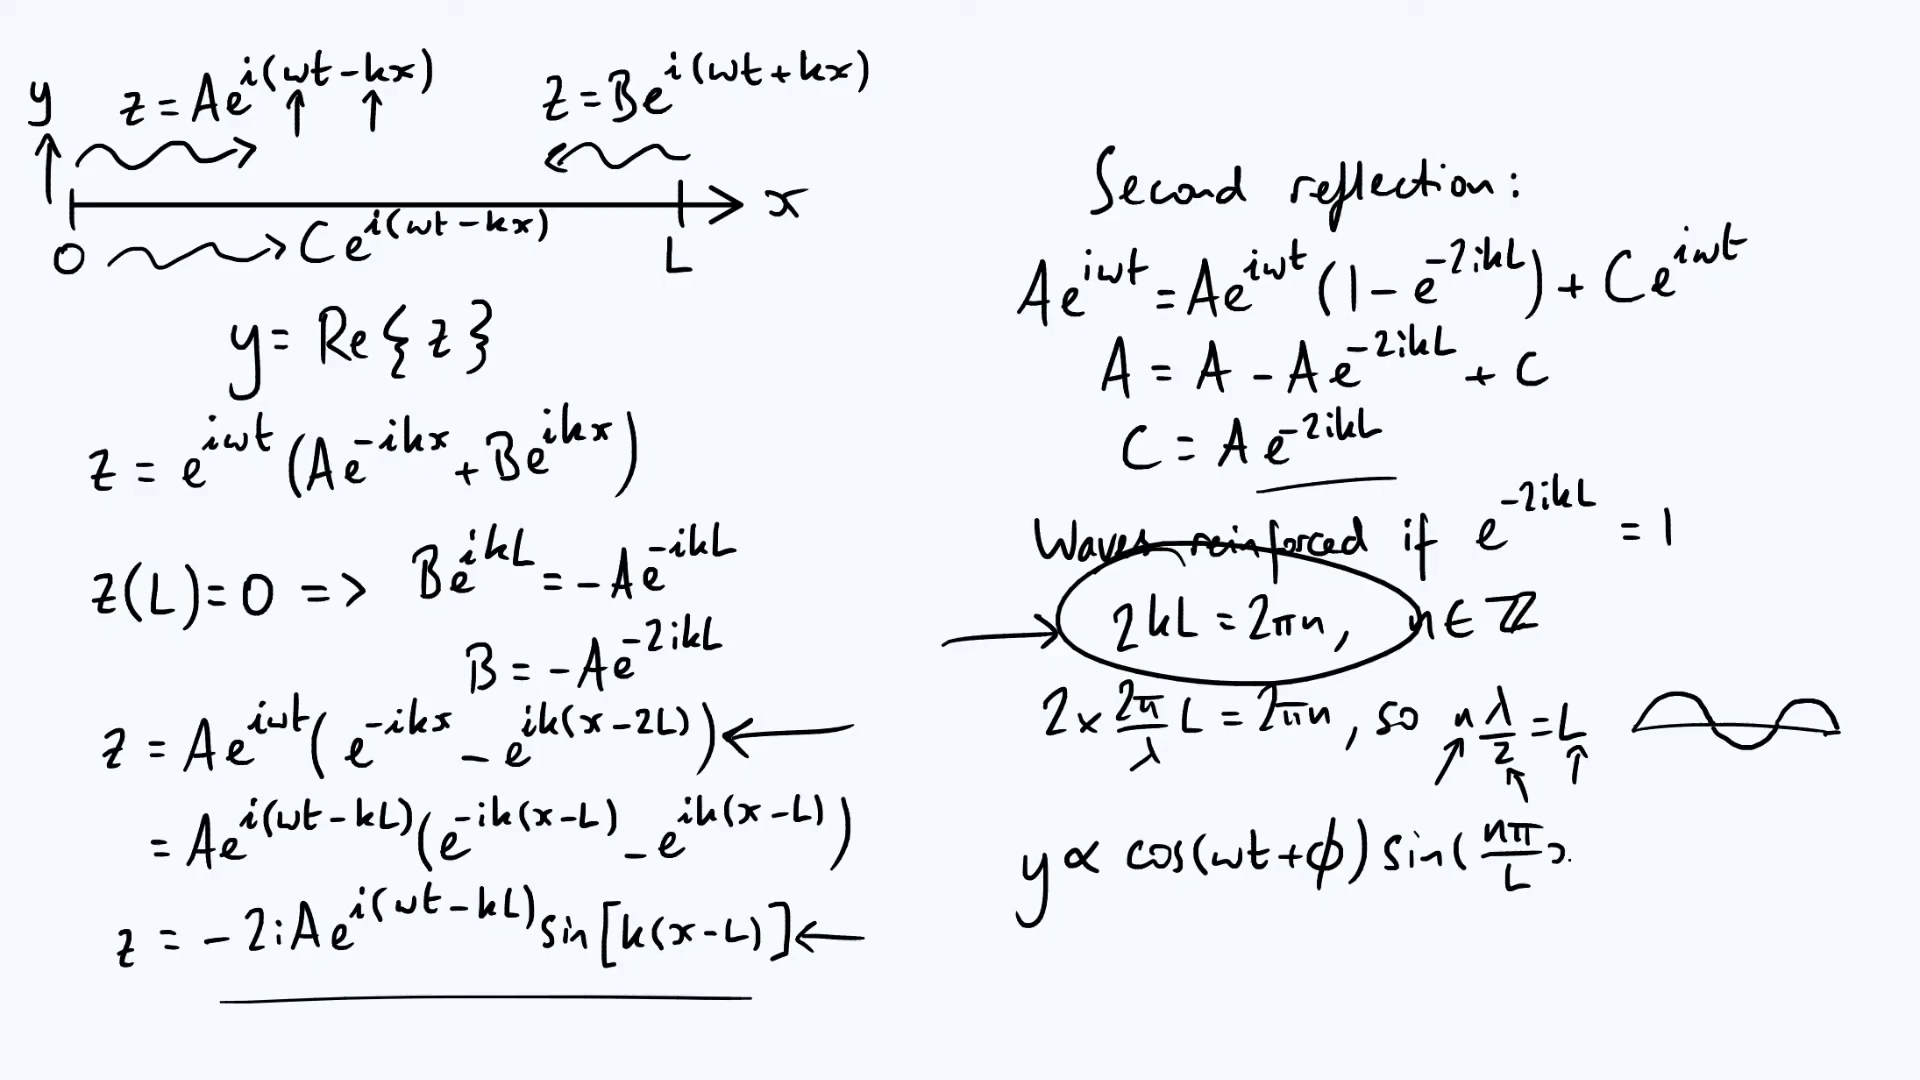 y
z = Ae^{i(ωt - kx)}
z = Be^{i(ωt + kx)}
x
0
Ce^{i(ωt - kx)}
L
y = Re{z}
z = e^{iωt}(Ae^{-ikx} + Be^{ikx})
z(L) = 0 => Be^{ikL} = -Ae^{-ikL}
B = -Ae^{-2ikL}
z = Ae^{iωt}(e^{-ikx} - e^{ik(x-2L)})
= Ae^{i(ωt - kL)}(e^{-ik(x-L)} - e^{ik(x-L)})
z = -2iAe^{i(ωt - kL)} sin[k(x-L)]
Second reflection:
Ae^{iωt} = Ae^{iωt}(1 - e^{-2ikL}) + Ce^{iωt}
A = A - Ae^{-2ikL} + C
C = Ae^{-2ikL}
Waves reinforced if e^{-2ikL} = 1
2kL = 2πn, n ∈ ℤ
2 × \frac{2π}{λ} L = 2πn, so n\frac{λ}{2} = L
y ∝ cos(ωt + φ) sin(\frac{nπ}{L}